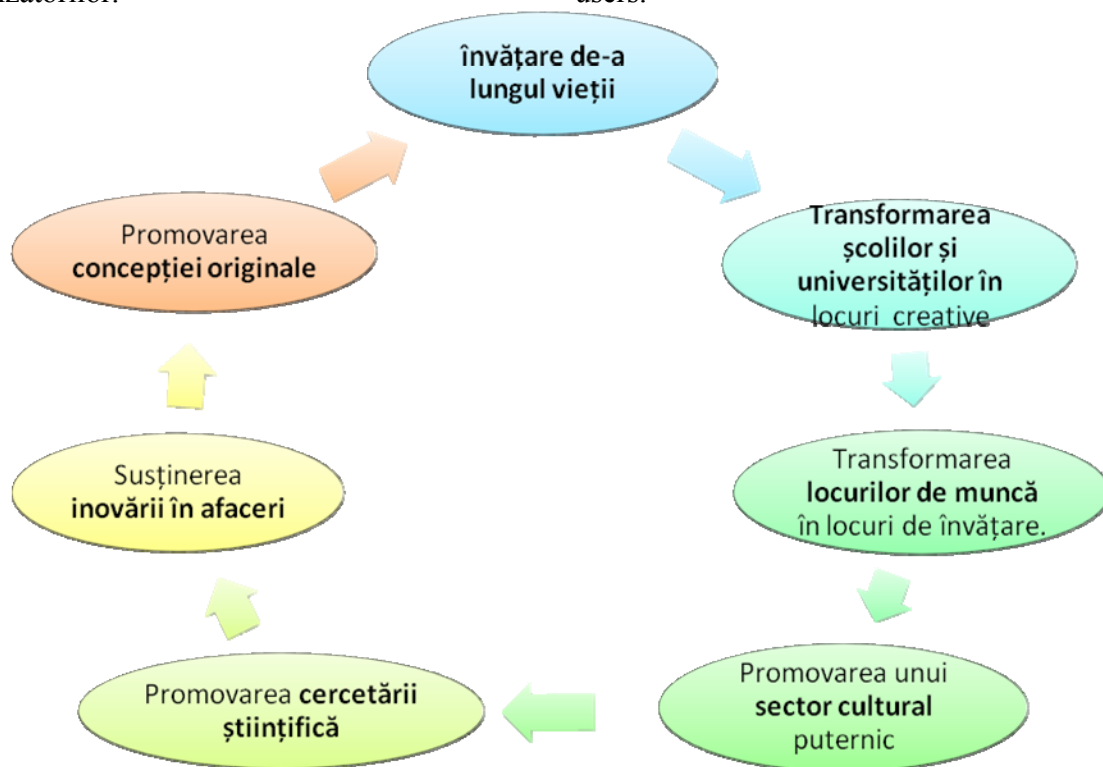 învățare de-a
lungul vieții
Transformarea
școlilor și
universităților în
locuri creative
Transformarea
locurilor de muncă
în locuri de învățare.
Promovarea unui
sector cultural
puternic
Promovarea cercetării
științifică
Susținerea
inovării în afaceri
Promovarea
concepției originale